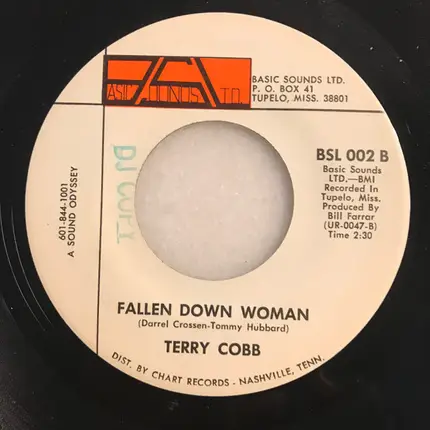 BASIC SOUNDS LTD.
BASIC SOUNDS LTD.
P. O. BOX 41
TUPELO, MISS. 38801
BSL 002 B
Basic Sounds
LTD.—BMI
Recorded In
Tupelo, Miss.
Produced By
Bill Farrar
(UR-0047-B)
Time 2:30
601-844-1001
A SOUND ODYSSEY
FALLEN DOWN WOMAN
(Darrel Crossen-Tommy Hubbard)
TERRY COBB
DIST. BY CHART RECORDS - NASHVILLE, TENN.